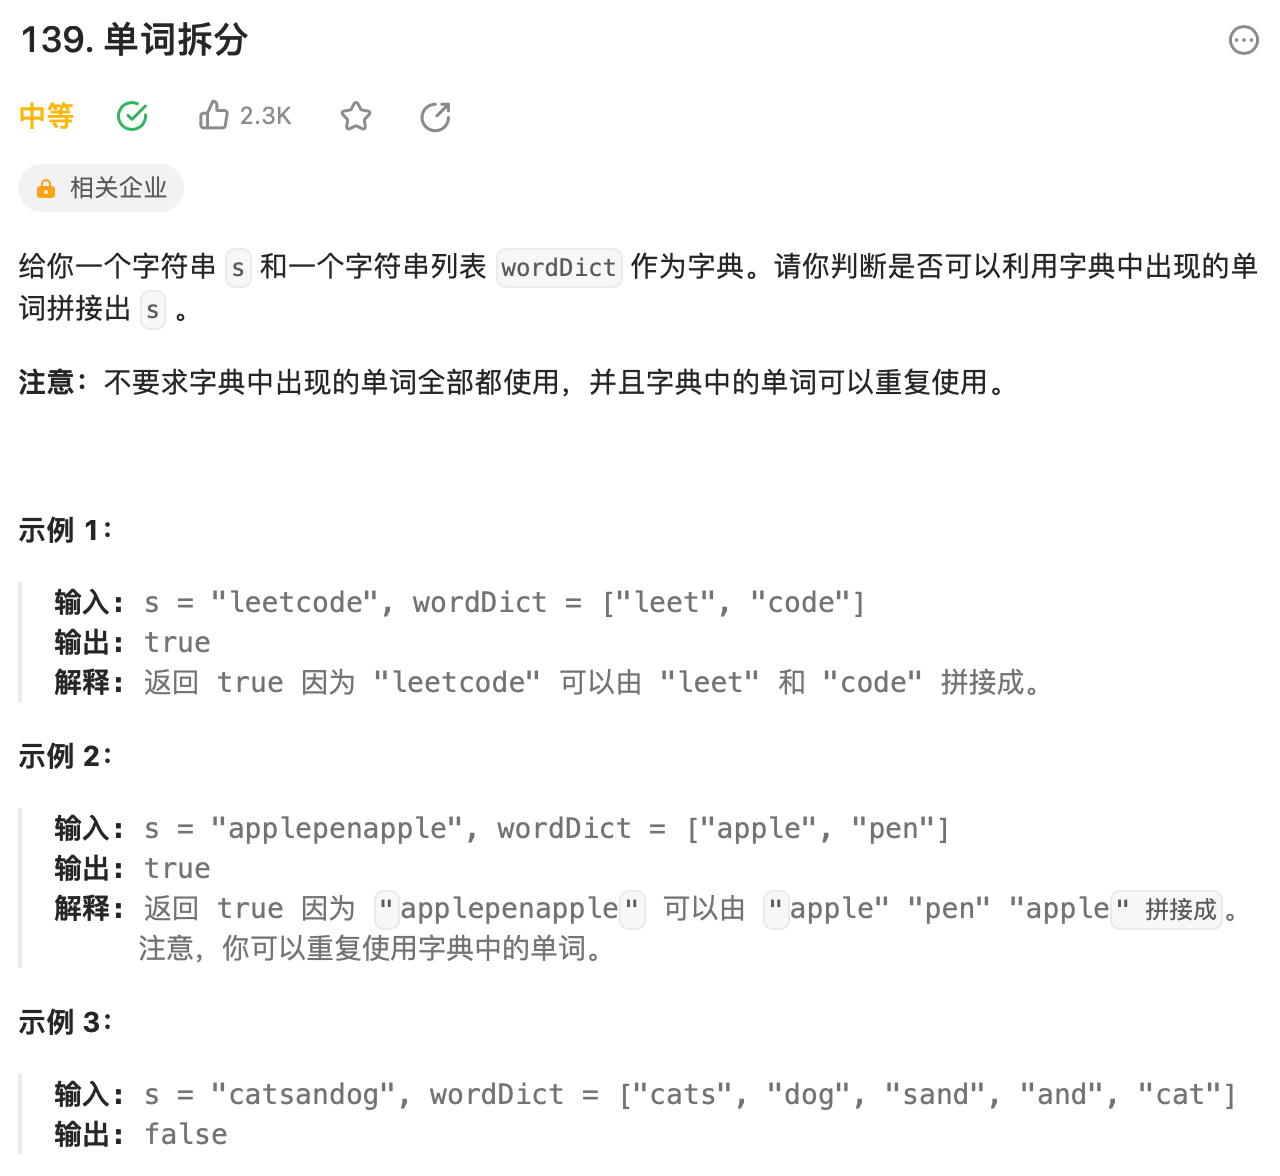 139. 单词拆分
中等 2.3K
相关企业
给你一个字符串 s 和一个字符串列表 wordDict 作为字典。请你判断是否可以利用字典中出现的单
词拼接出 s 。
注意：不要求字典中出现的单词全部都使用，并且字典中的单词可以重复使用。
示例 1：
输入: s = "leetcode", wordDict = ["leet", "code"]
输出: true
解释: 返回 true 因为 "leetcode" 可以由 "leet" 和 "code" 拼接成。
示例 2：
输入: s = "applepenapple", wordDict = ["apple", "pen"]
输出: true
解释: 返回 true 因为 "applepenapple" 可以由 "apple" "pen" "apple" 拼接成。
注意，你可以重复使用字典中的单词。
示例 3：
输入: s = "catsandog", wordDict = ["cats", "dog", "sand", "and", "cat"]
输出: false